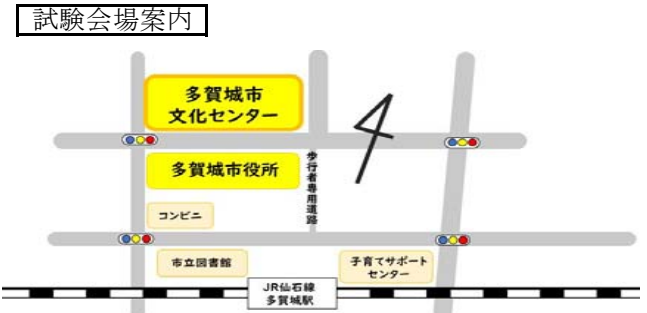 試験会場案内
多賀城市
文化センター
多賀城市役所
歩行者専用道路
コンビニ
市立図書館
子育てサポート
センター
JR仙石線
多賀城駅